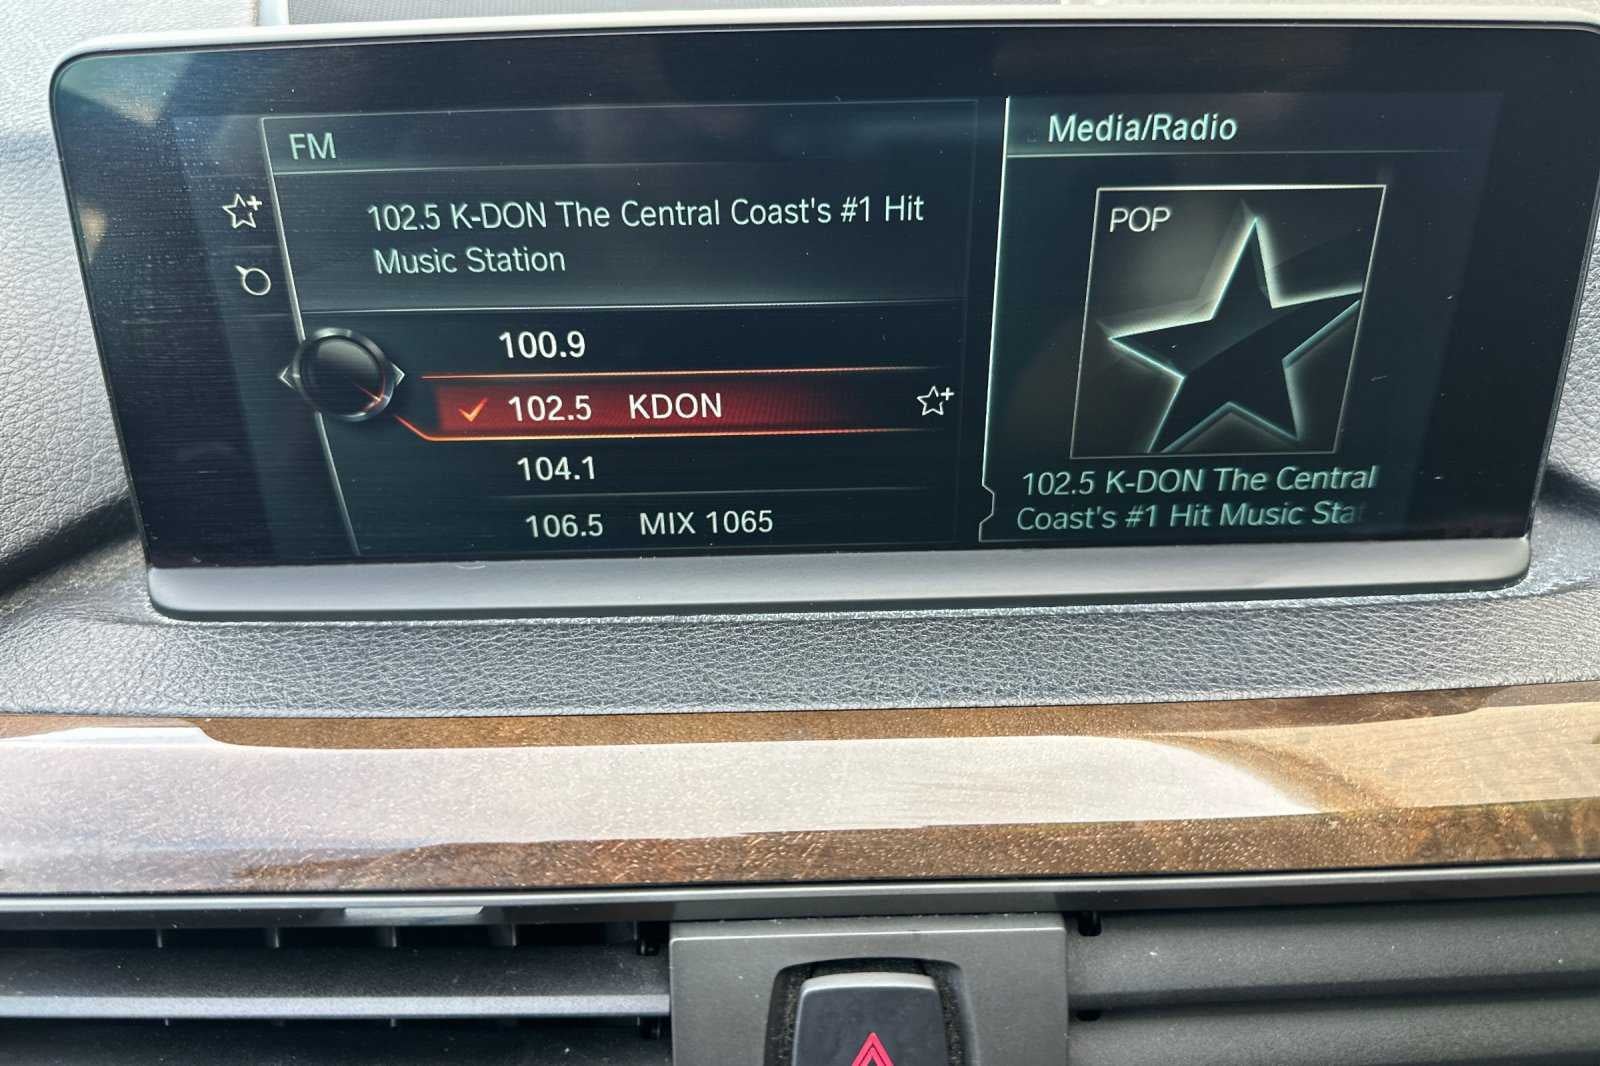 FM
102.5 K-DON The Central Coast's #1 Hit
Music Station
100.9
102.5 KDON
104.1
106.5 MIX 1065
Media/Radio
POP
102.5 K-DON The Central
Coast's #1 Hit Music Stat